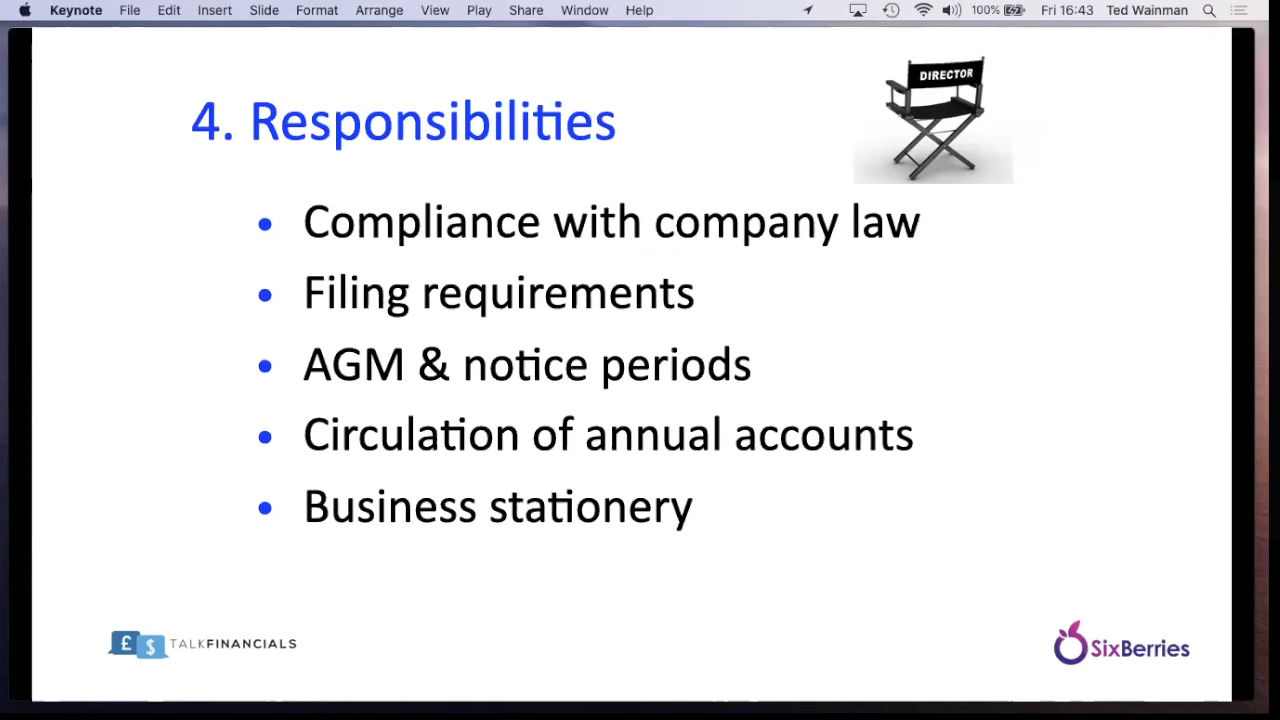 Keynote File Edit Insert Slide Format Arrange View Play Share Window Help 100% Fri 16:43 Ted Wainman
DIRECTOR
4. Responsibilities
• Compliance with company law
• Filing requirements
• AGM & notice periods
• Circulation of annual accounts
• Business stationery
£ $ TALKFINANCIALS
SixBerries